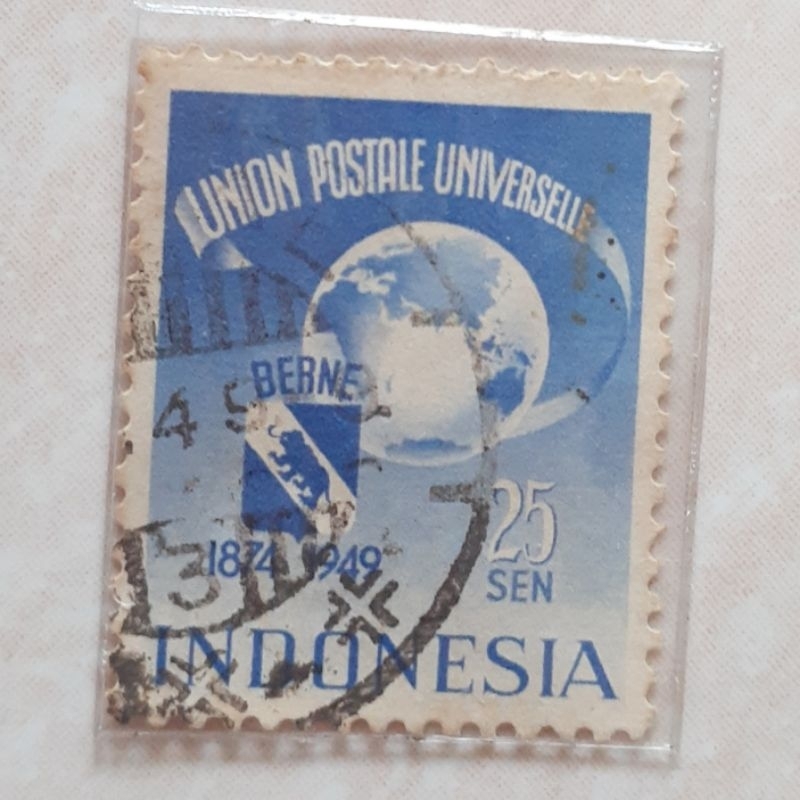 UNION POSTALE UNIVERSELLE
BERNE
1874 1949
25
SEN
INDONESIA